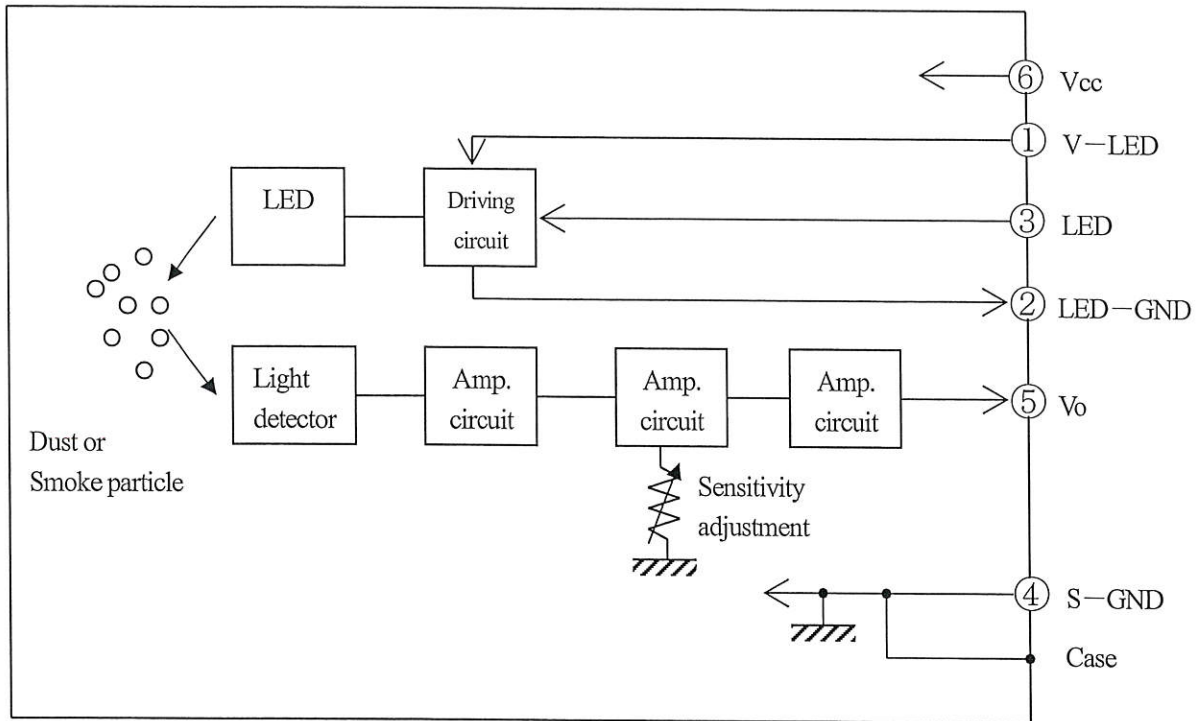 ⑥ Vcc
① V-LED
LED
Driving
circuit
③ LED
② LED-GND
Light
detector
Amp.
circuit
Amp.
circuit
Amp.
circuit
⑤ Vo
Dust or
Smoke particle
Sensitivity
adjustment
④ S-GND
Case